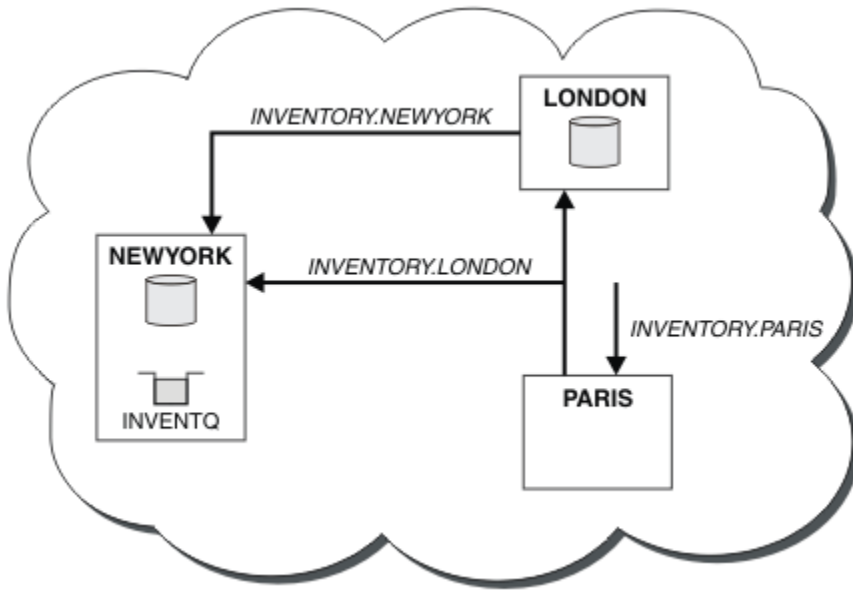 LONDON
INVENTORY.NEWYORK
NEWYORK
INVENTORY.LONDON
INVENTORY.PARIS
PARIS
INVENTQ